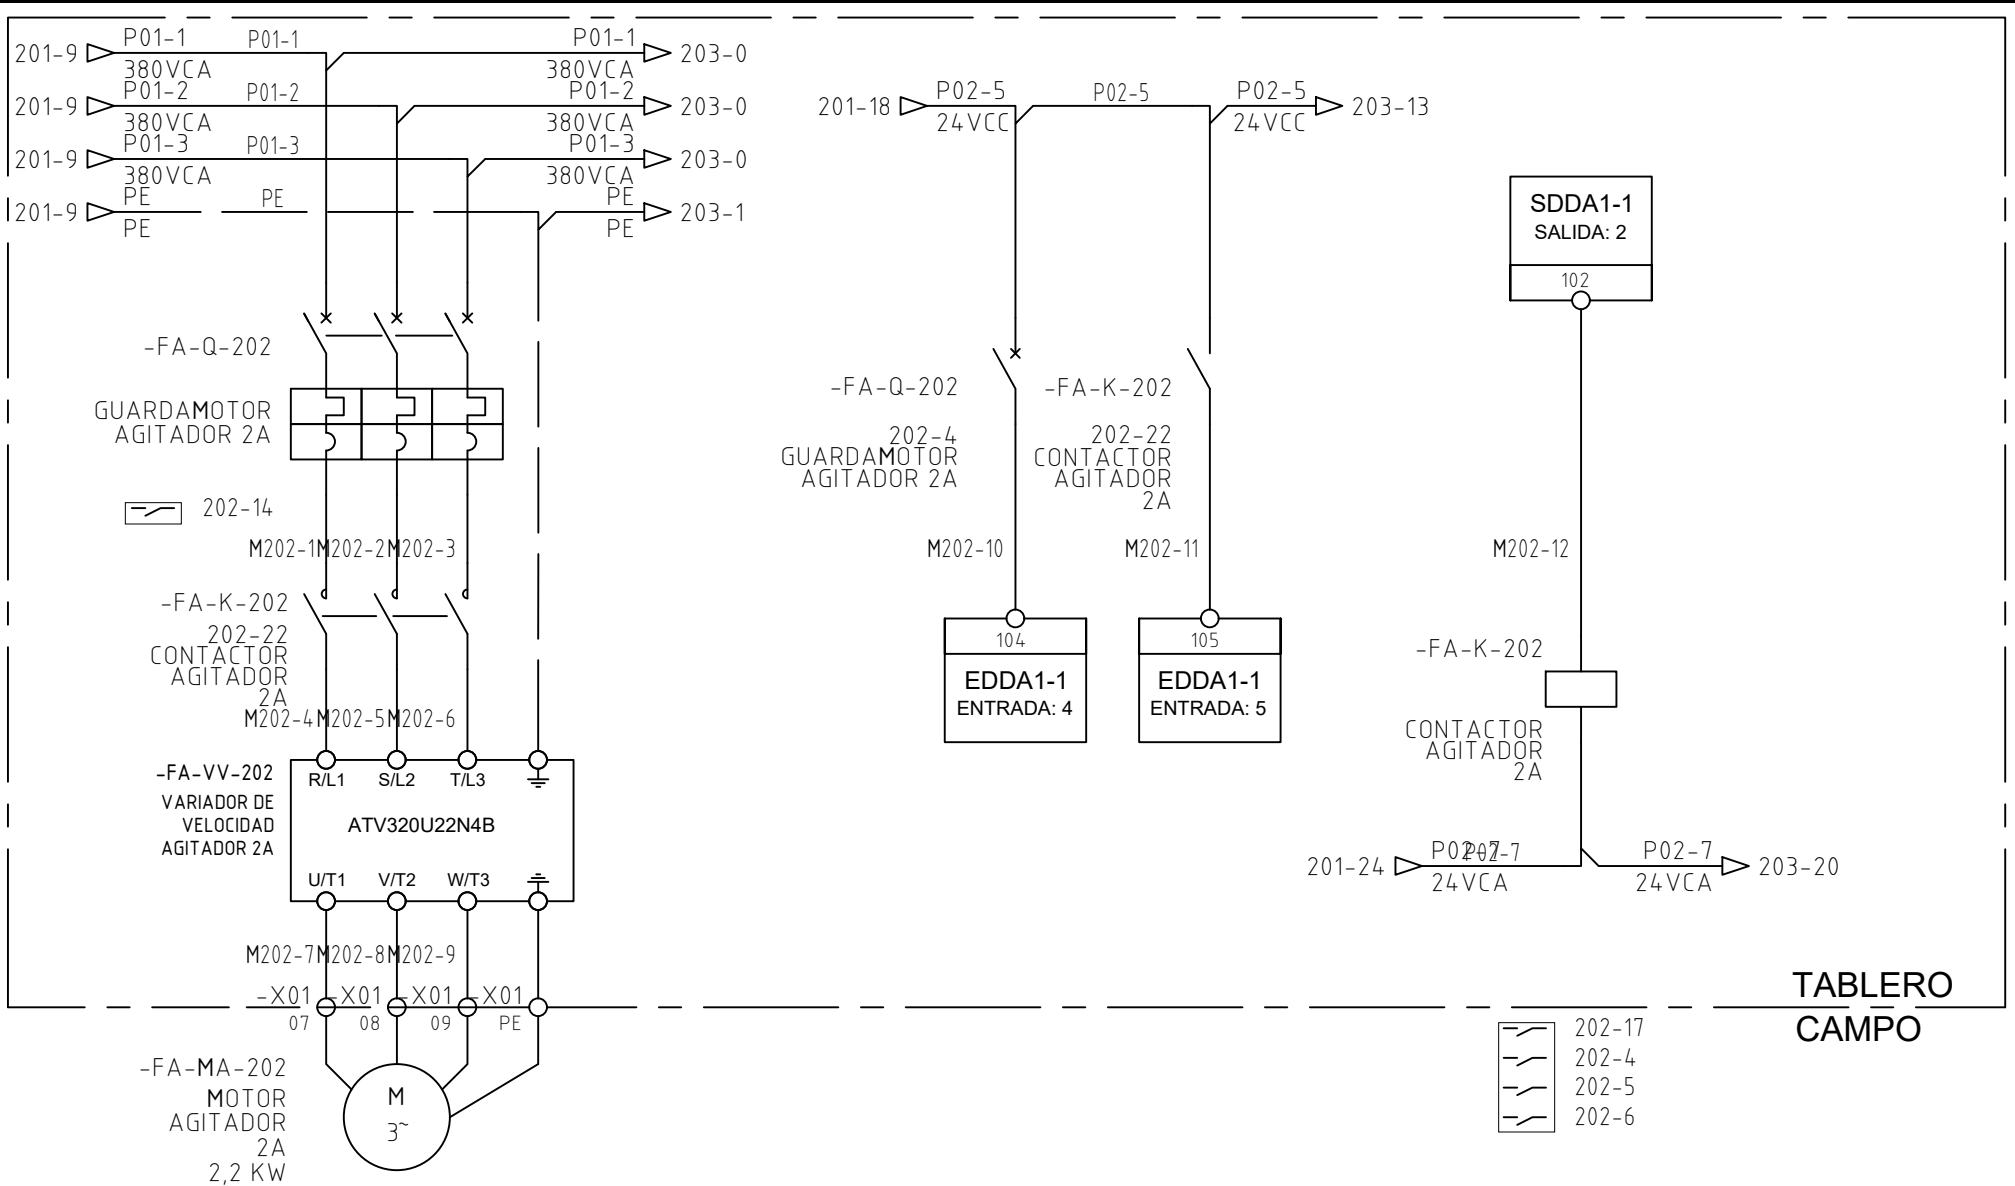 201-9 P01-1 P01-1 P01-1 203-0
380VCA 380VCA
201-9 P01-2 P01-2 P01-2 203-0
380VCA 380VCA
201-9 P01-3 P01-3 P01-3 203-0
380VCA 380VCA
201-9 PE PE PE 203-1
PE PE
-FA-Q-202
GUARDAMOTOR
AGITADOR 2A
202-14
M202-1 M202-2 M202-3
-FA-K-202
202-22
CONTACTOR
AGITADOR
2A
M202-4 M202-5 M202-6
-FA-VV-202
VARIADOR DE
VELOCIDAD
AGITADOR 2A
R/L1 S/L2 T/L3
ATV320U22N4B
U/T1 V/T2 W/T3
M202-7 M202-8 M202-9
-X01 -X01 -X01 -X01
07 08 09 PE
-FA-MA-202
MOTOR
AGITADOR
2A
2,2 KW
M
3~
201-18 P02-5 P02-5 P02-5 203-13
24VCC 24VCC
-FA-Q-202
202-4
GUARDAMOTOR
AGITADOR 2A
M202-10
104
EDDA1-1
ENTRADA: 4
-FA-K-202
202-22
CONTACTOR
AGITADOR
2A
M202-11
105
EDDA1-1
ENTRADA: 5
SDDA1-1
SALIDA: 2
102
M202-12
-FA-K-202
CONTACTOR
AGITADOR
2A
201-24 P02-7 P02-7 P02-7 203-20
24VCA 24VCA
TABLERO
CAMPO
202-17
202-4
202-5
202-6